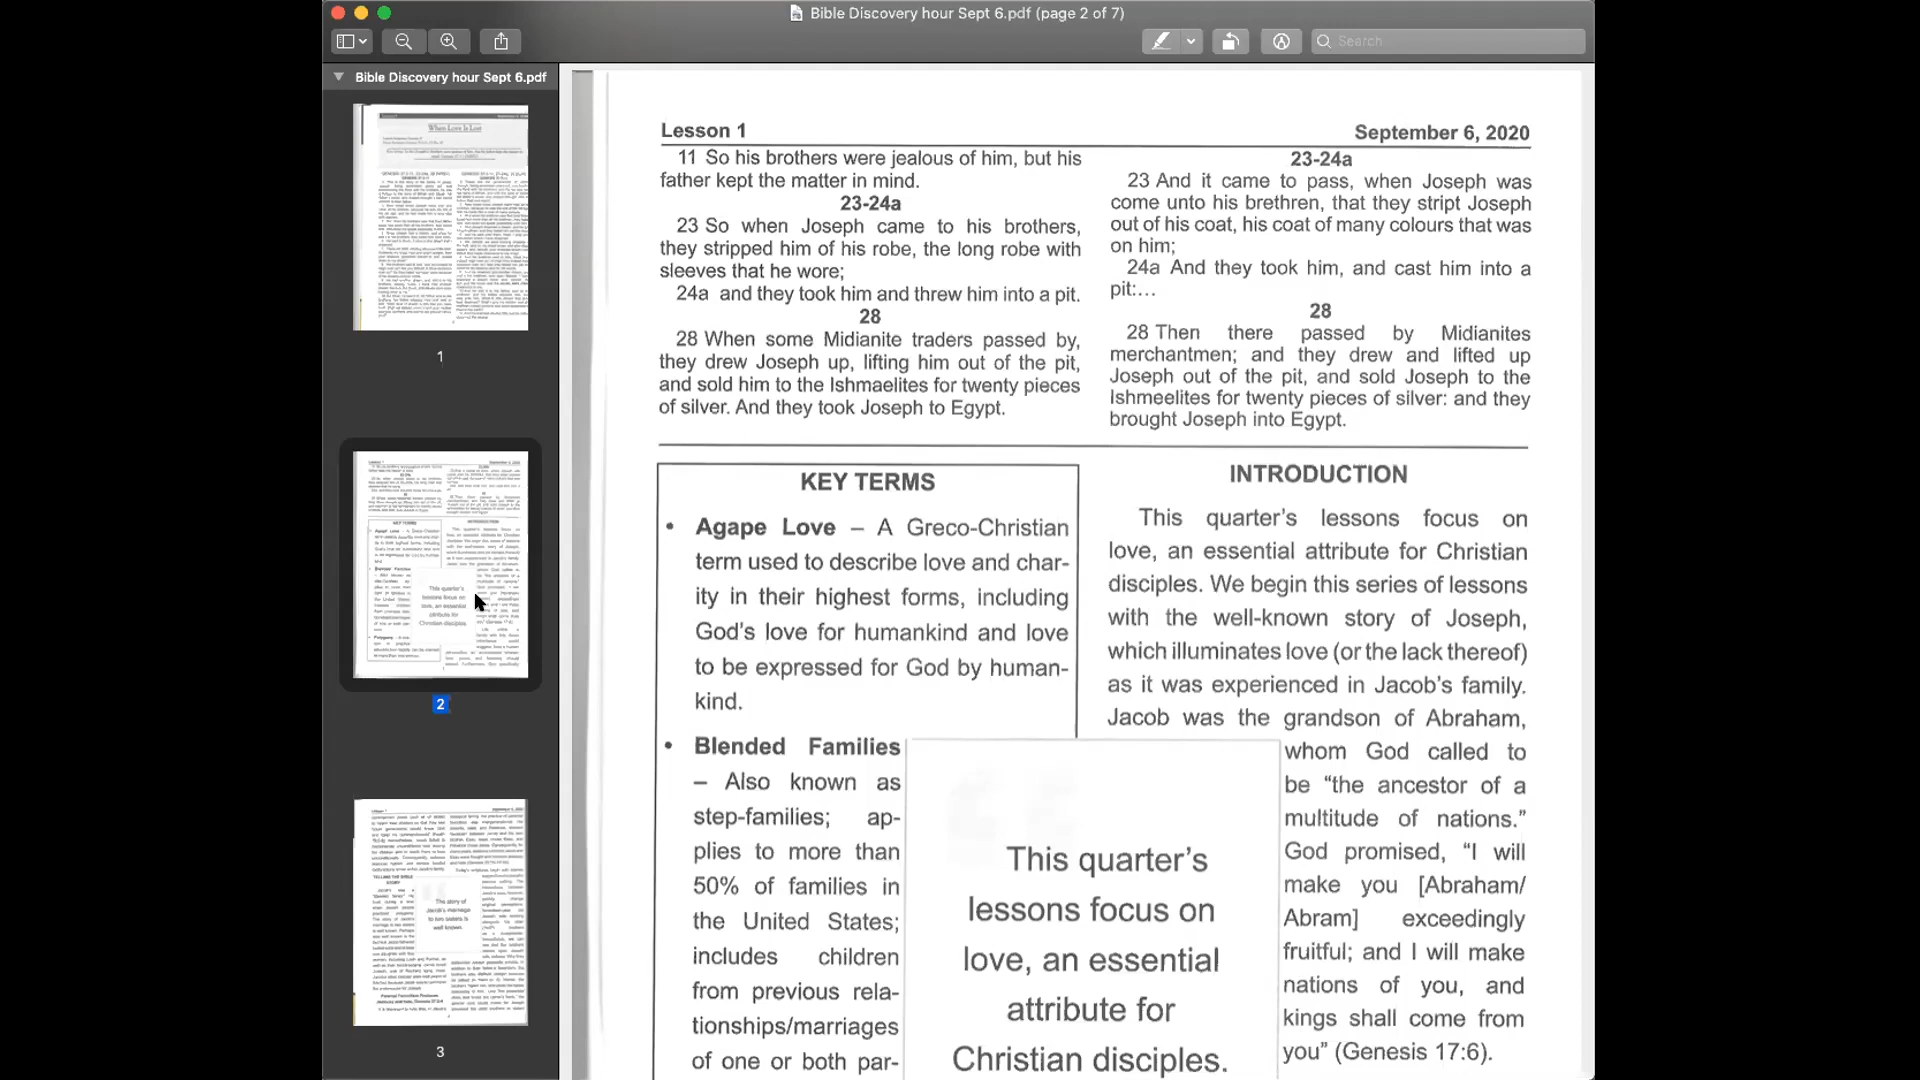 Bible Discovery hour Sept 6.pdf (page 2 of 7)
Search
Bible Discovery hour Sept 6.pdf
When Love Is Lost
1
2
3
Lesson 1
September 6, 2020
11 So his brothers were jealous of him, but his
father kept the matter in mind.
23-24a
23 So when Joseph came to his brothers,
they stripped him of his robe, the long robe with
sleeves that he wore;
24a and they took him and threw him into a pit.
28
28 When some Midianite traders passed by,
they drew Joseph up, lifting him out of the pit,
and sold him to the Ishmaelites for twenty pieces
of silver. And they took Joseph to Egypt.
23-24a
23 And it came to pass, when Joseph was
come unto his brethren, that they stript Joseph
out of his coat, his coat of many colours that was
on him;
24a And they took him, and cast him into a
pit:...
28
28 Then there passed by Midianites
merchantmen; and they drew and lifted up
Joseph out of the pit, and sold Joseph to the
Ishmeelites for twenty pieces of silver: and they
brought Joseph into Egypt.
KEY TERMS
• Agape Love – A Greco-Christian
term used to describe love and char-
ity in their highest forms, including
God's love for humankind and love
to be expressed for God by human-
kind.
• Blended Families
– Also known as
step-families; ap-
plies to more than
50% of families in
the United States;
includes children
from previous rela-
tionships/marriages
of one or both par-
This quarter's
lessons focus on
love, an essential
attribute for
Christian disciples.
INTRODUCTION
This quarter's lessons focus on
love, an essential attribute for Christian
disciples. We begin this series of lessons
with the well-known story of Joseph,
which illuminates love (or the lack thereof)
as it was experienced in Jacob's family.
Jacob was the grandson of Abraham,
whom God called to
be "the ancestor of a
multitude of nations."
God promised, "I will
make you [Abraham/
Abram] exceedingly
fruitful; and I will make
nations of you, and
kings shall come from
you" (Genesis 17:6).